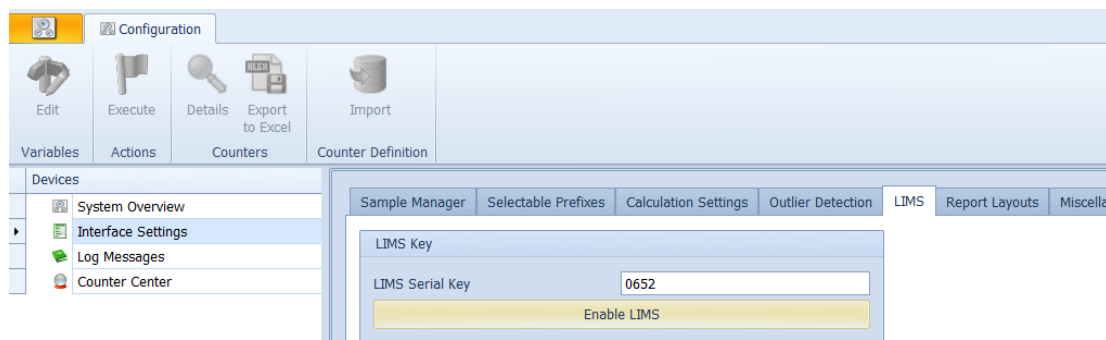 Configuration
Edit
Execute
Details
Export
to Excel
Import
Variables
Actions
Counters
Counter Definition
Devices
System Overview
Interface Settings
Log Messages
Counter Center
Sample Manager
Selectable Prefixes
Calculation Settings
Outlier Detection
LIMS
Report Layouts
Miscella
LIMS Key
LIMS Serial Key
0652
Enable LIMS